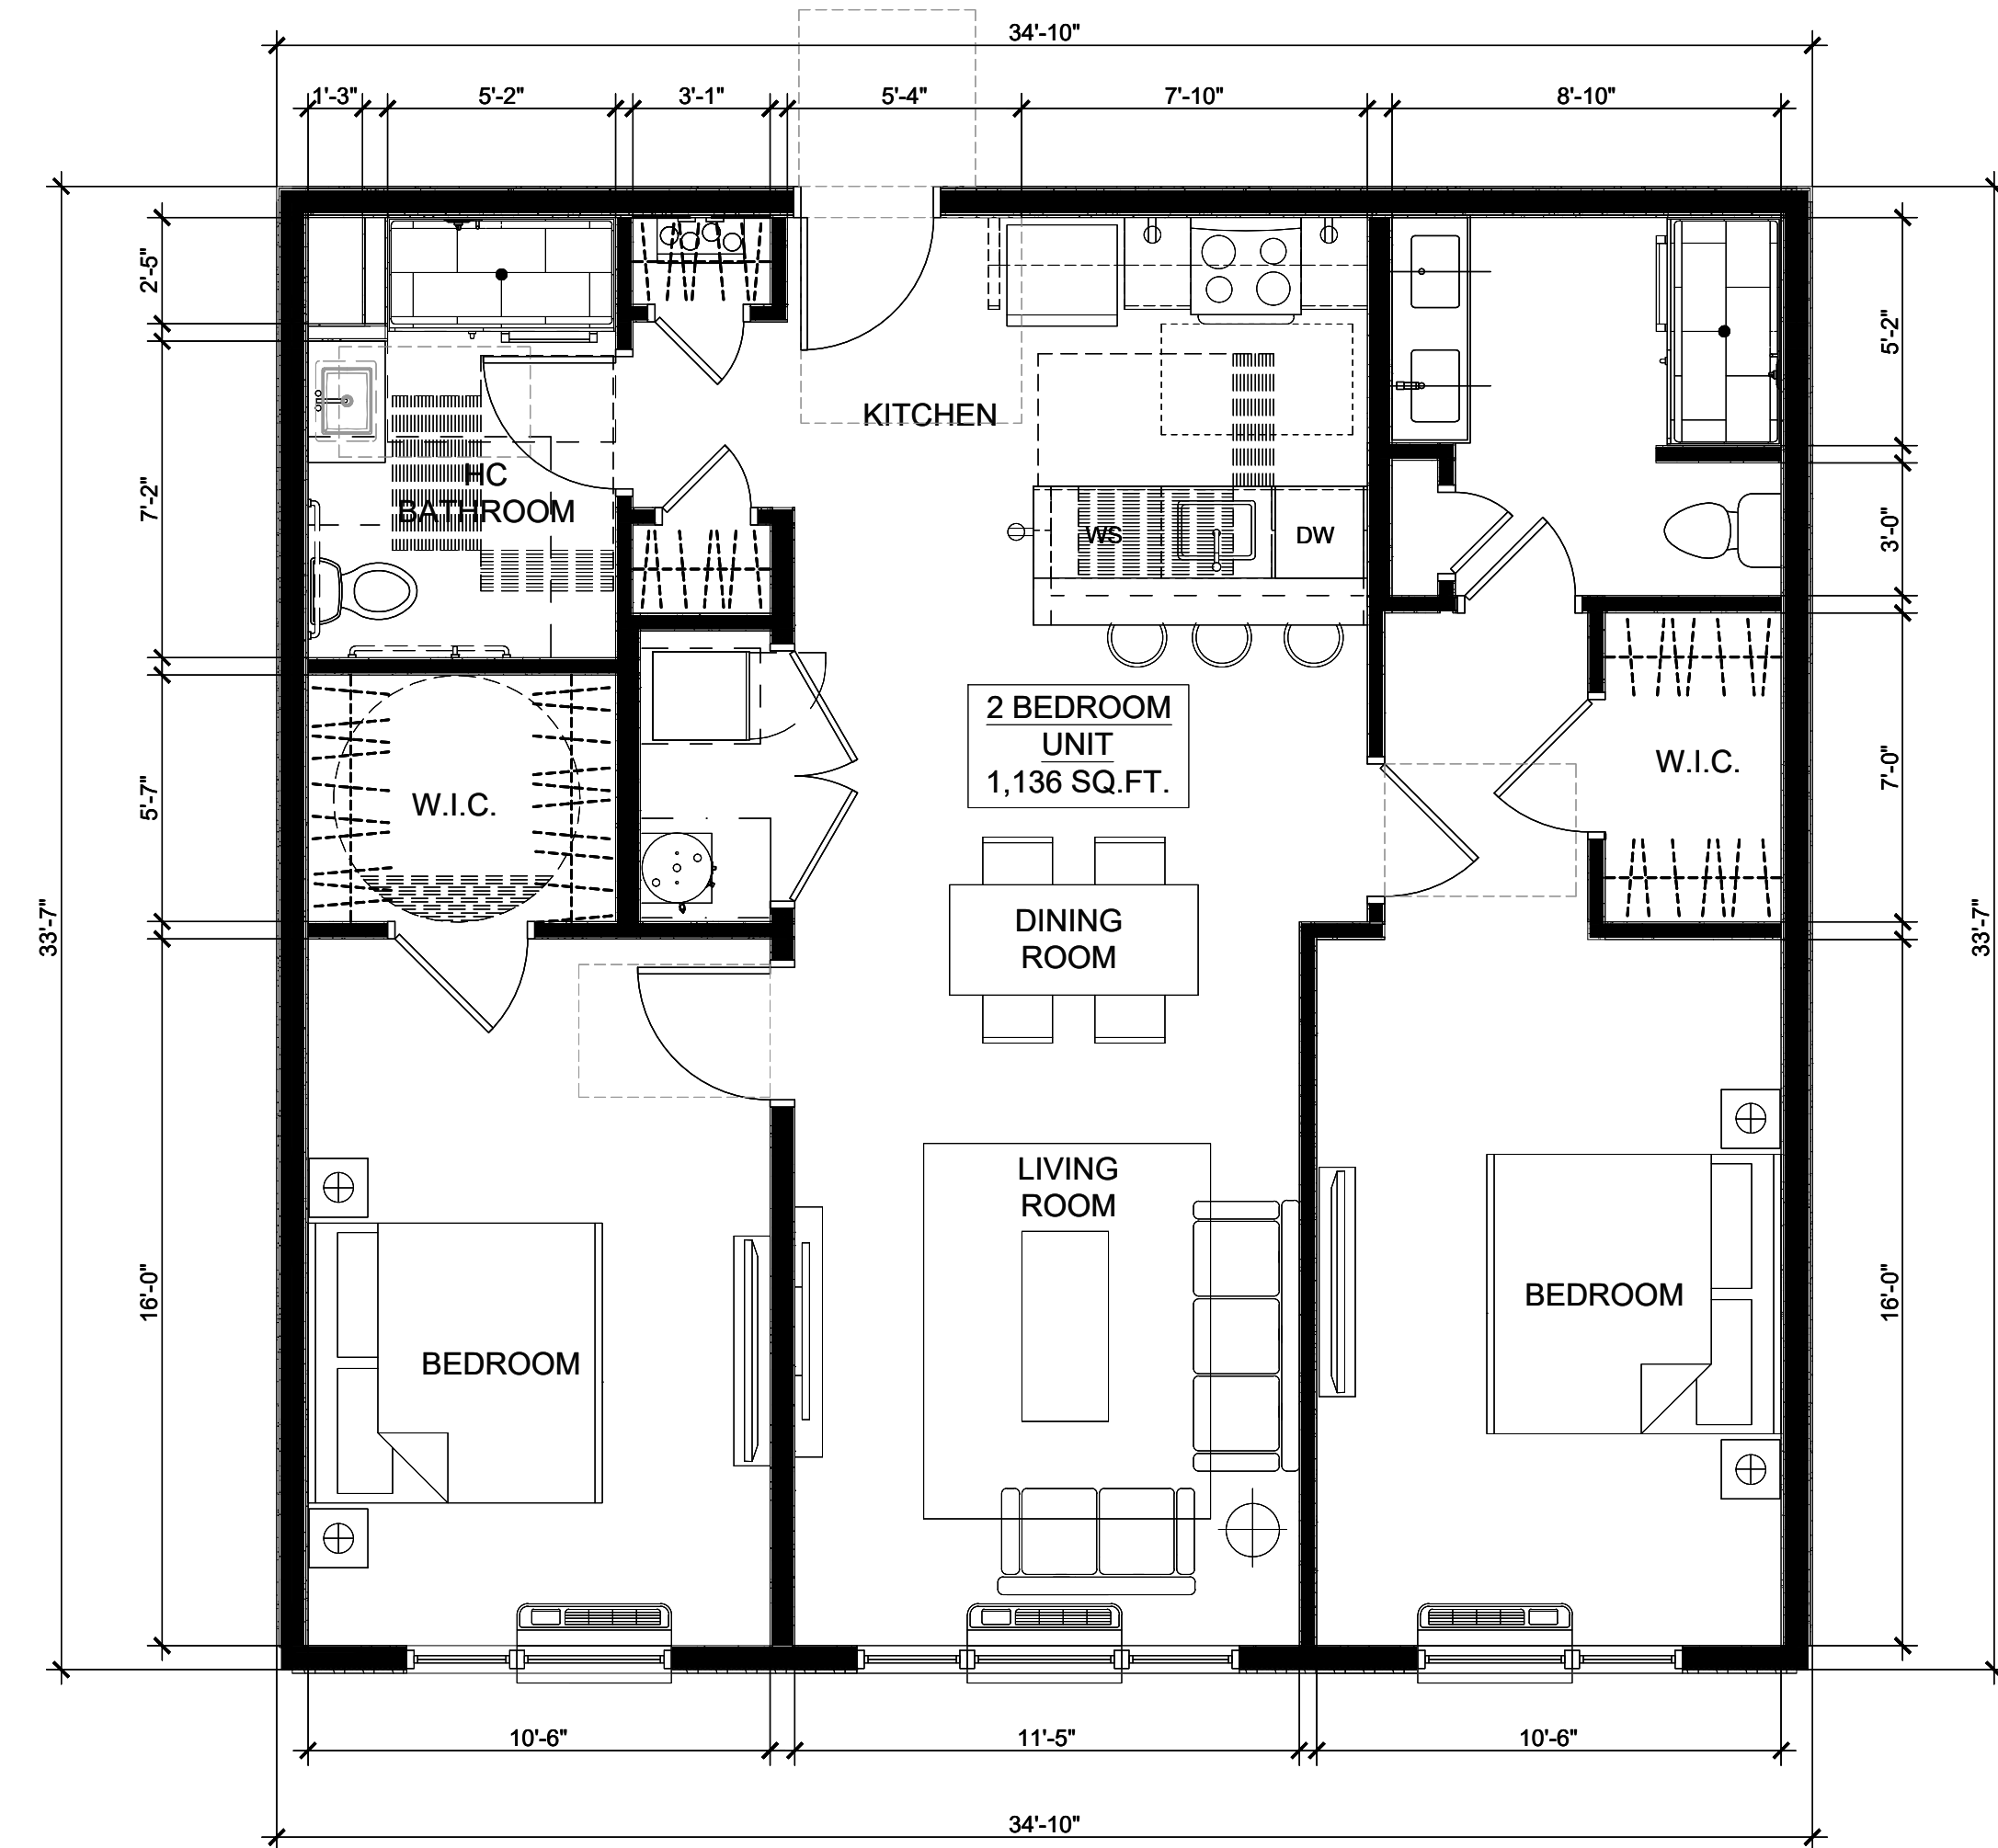 34'-10"
1'-3"
5'-2"
3'-1"
5'-4"
7'-10"
8'-10"
2'-5"
5'-2"
KITCHEN
HC
BATHROOM
7'-2"
WS
DW
3'-0"
2 BEDROOM
UNIT
1,136 SQ.FT.
W.I.C.
7'-0"
5'-7"
W.I.C.
33'-7"
DINING
ROOM
33'-7"
LIVING
ROOM
16'-0"
BEDROOM
16'-0"
BEDROOM
10'-6"
11'-5"
10'-6"
34'-10"